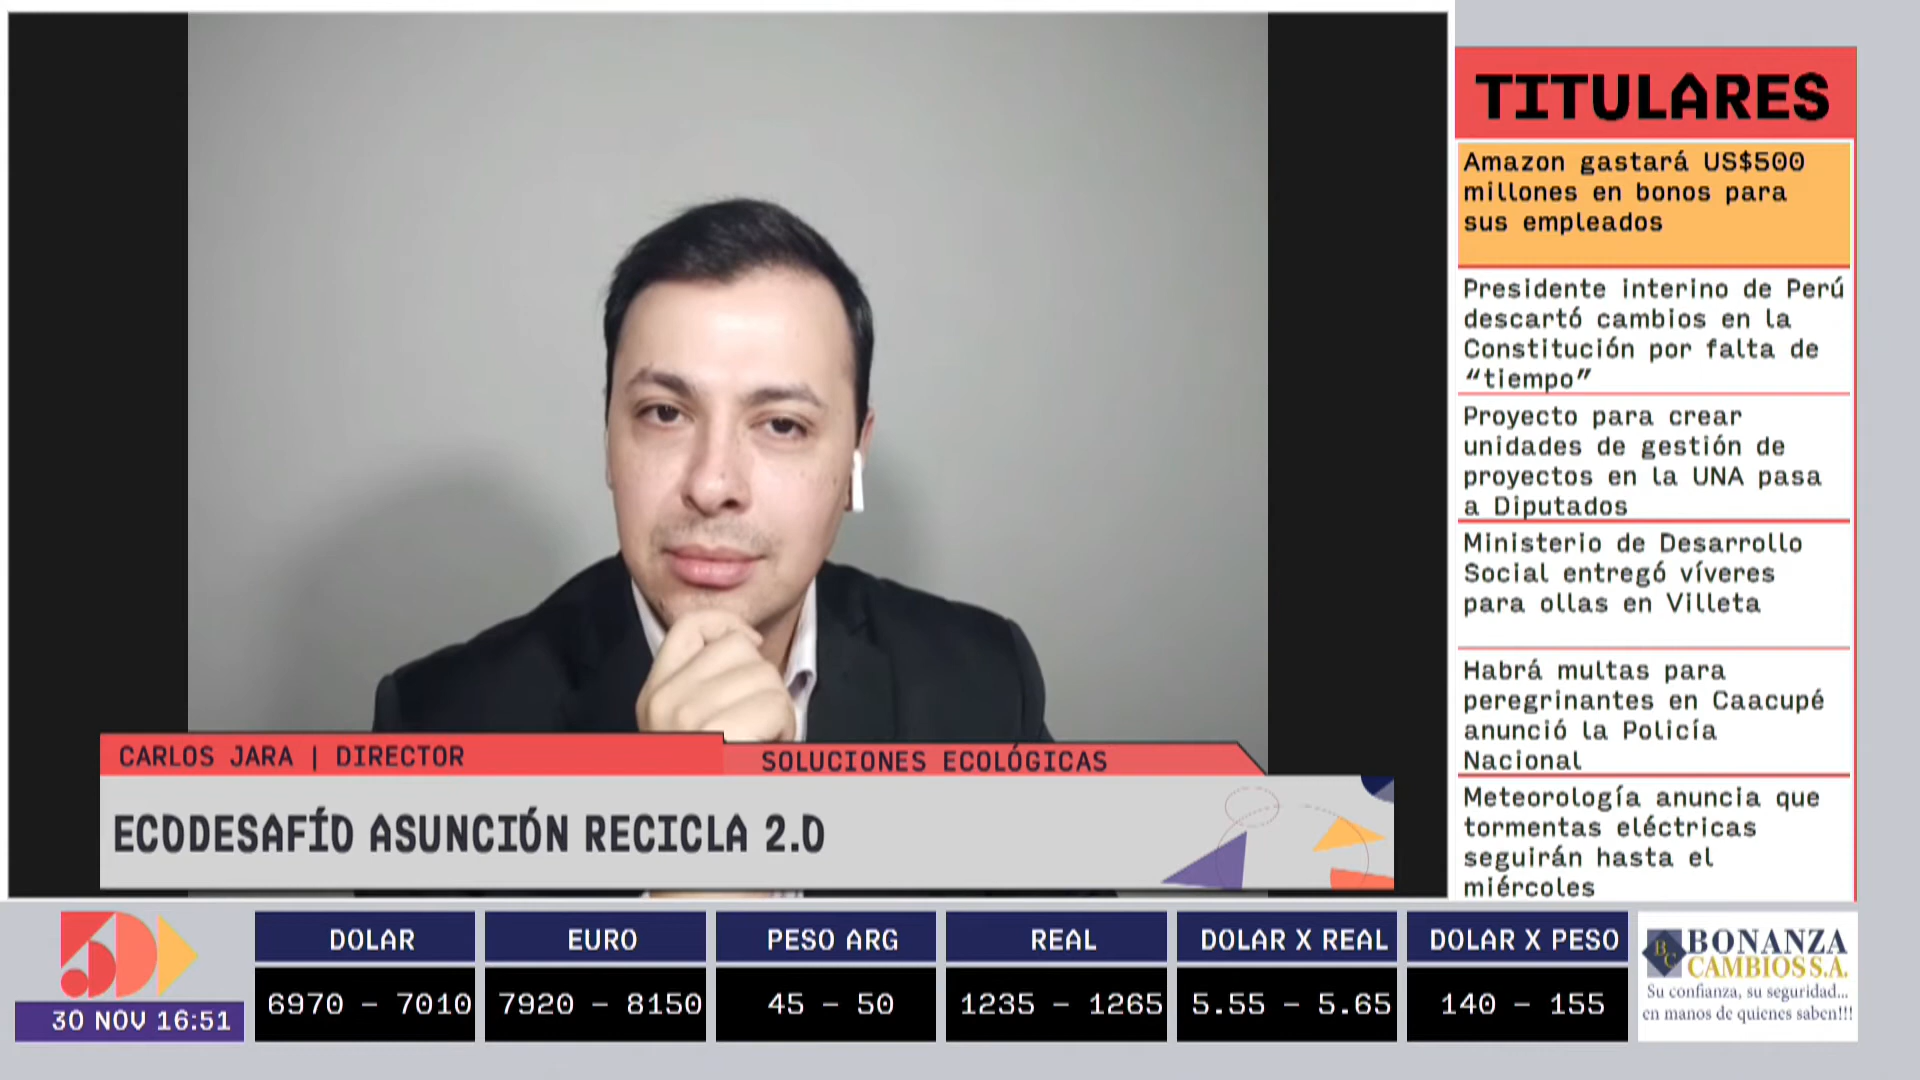 TITULARES
Amazon gastará US$500
millones en bonos para
sus empleados
Presidente interino de Perú
descartó cambios en la
Constitución por falta de
“tiempo”
Proyecto para crear
unidades de gestión de
proyectos en la UNA pasa
a Diputados
Ministerio de Desarrollo
Social entregó víveres
para ollas en Villeta
Habrá multas para
peregrinantes en Caacupé
anunció la Policía
Nacional
Meteorología anuncia que
tormentas eléctricas
seguirán hasta el
miércoles
CARLOS JARA | DIRECTOR
SOLUCIONES ECOLÓGICAS
ECODESAFÍO ASUNCIÓN RECICLA 2.0
5D
30 NOV 16:51
DOLAR
6970 - 7010
EURO
7920 - 8150
PESO ARG
45 - 50
REAL
1235 - 1265
DOLAR X REAL
5.55 - 5.65
DOLAR X PESO
140 - 155
BC
BONANZA
CAMBIOS S.A.
Su confianza, su seguridad...
en manos de quienes saben!!!